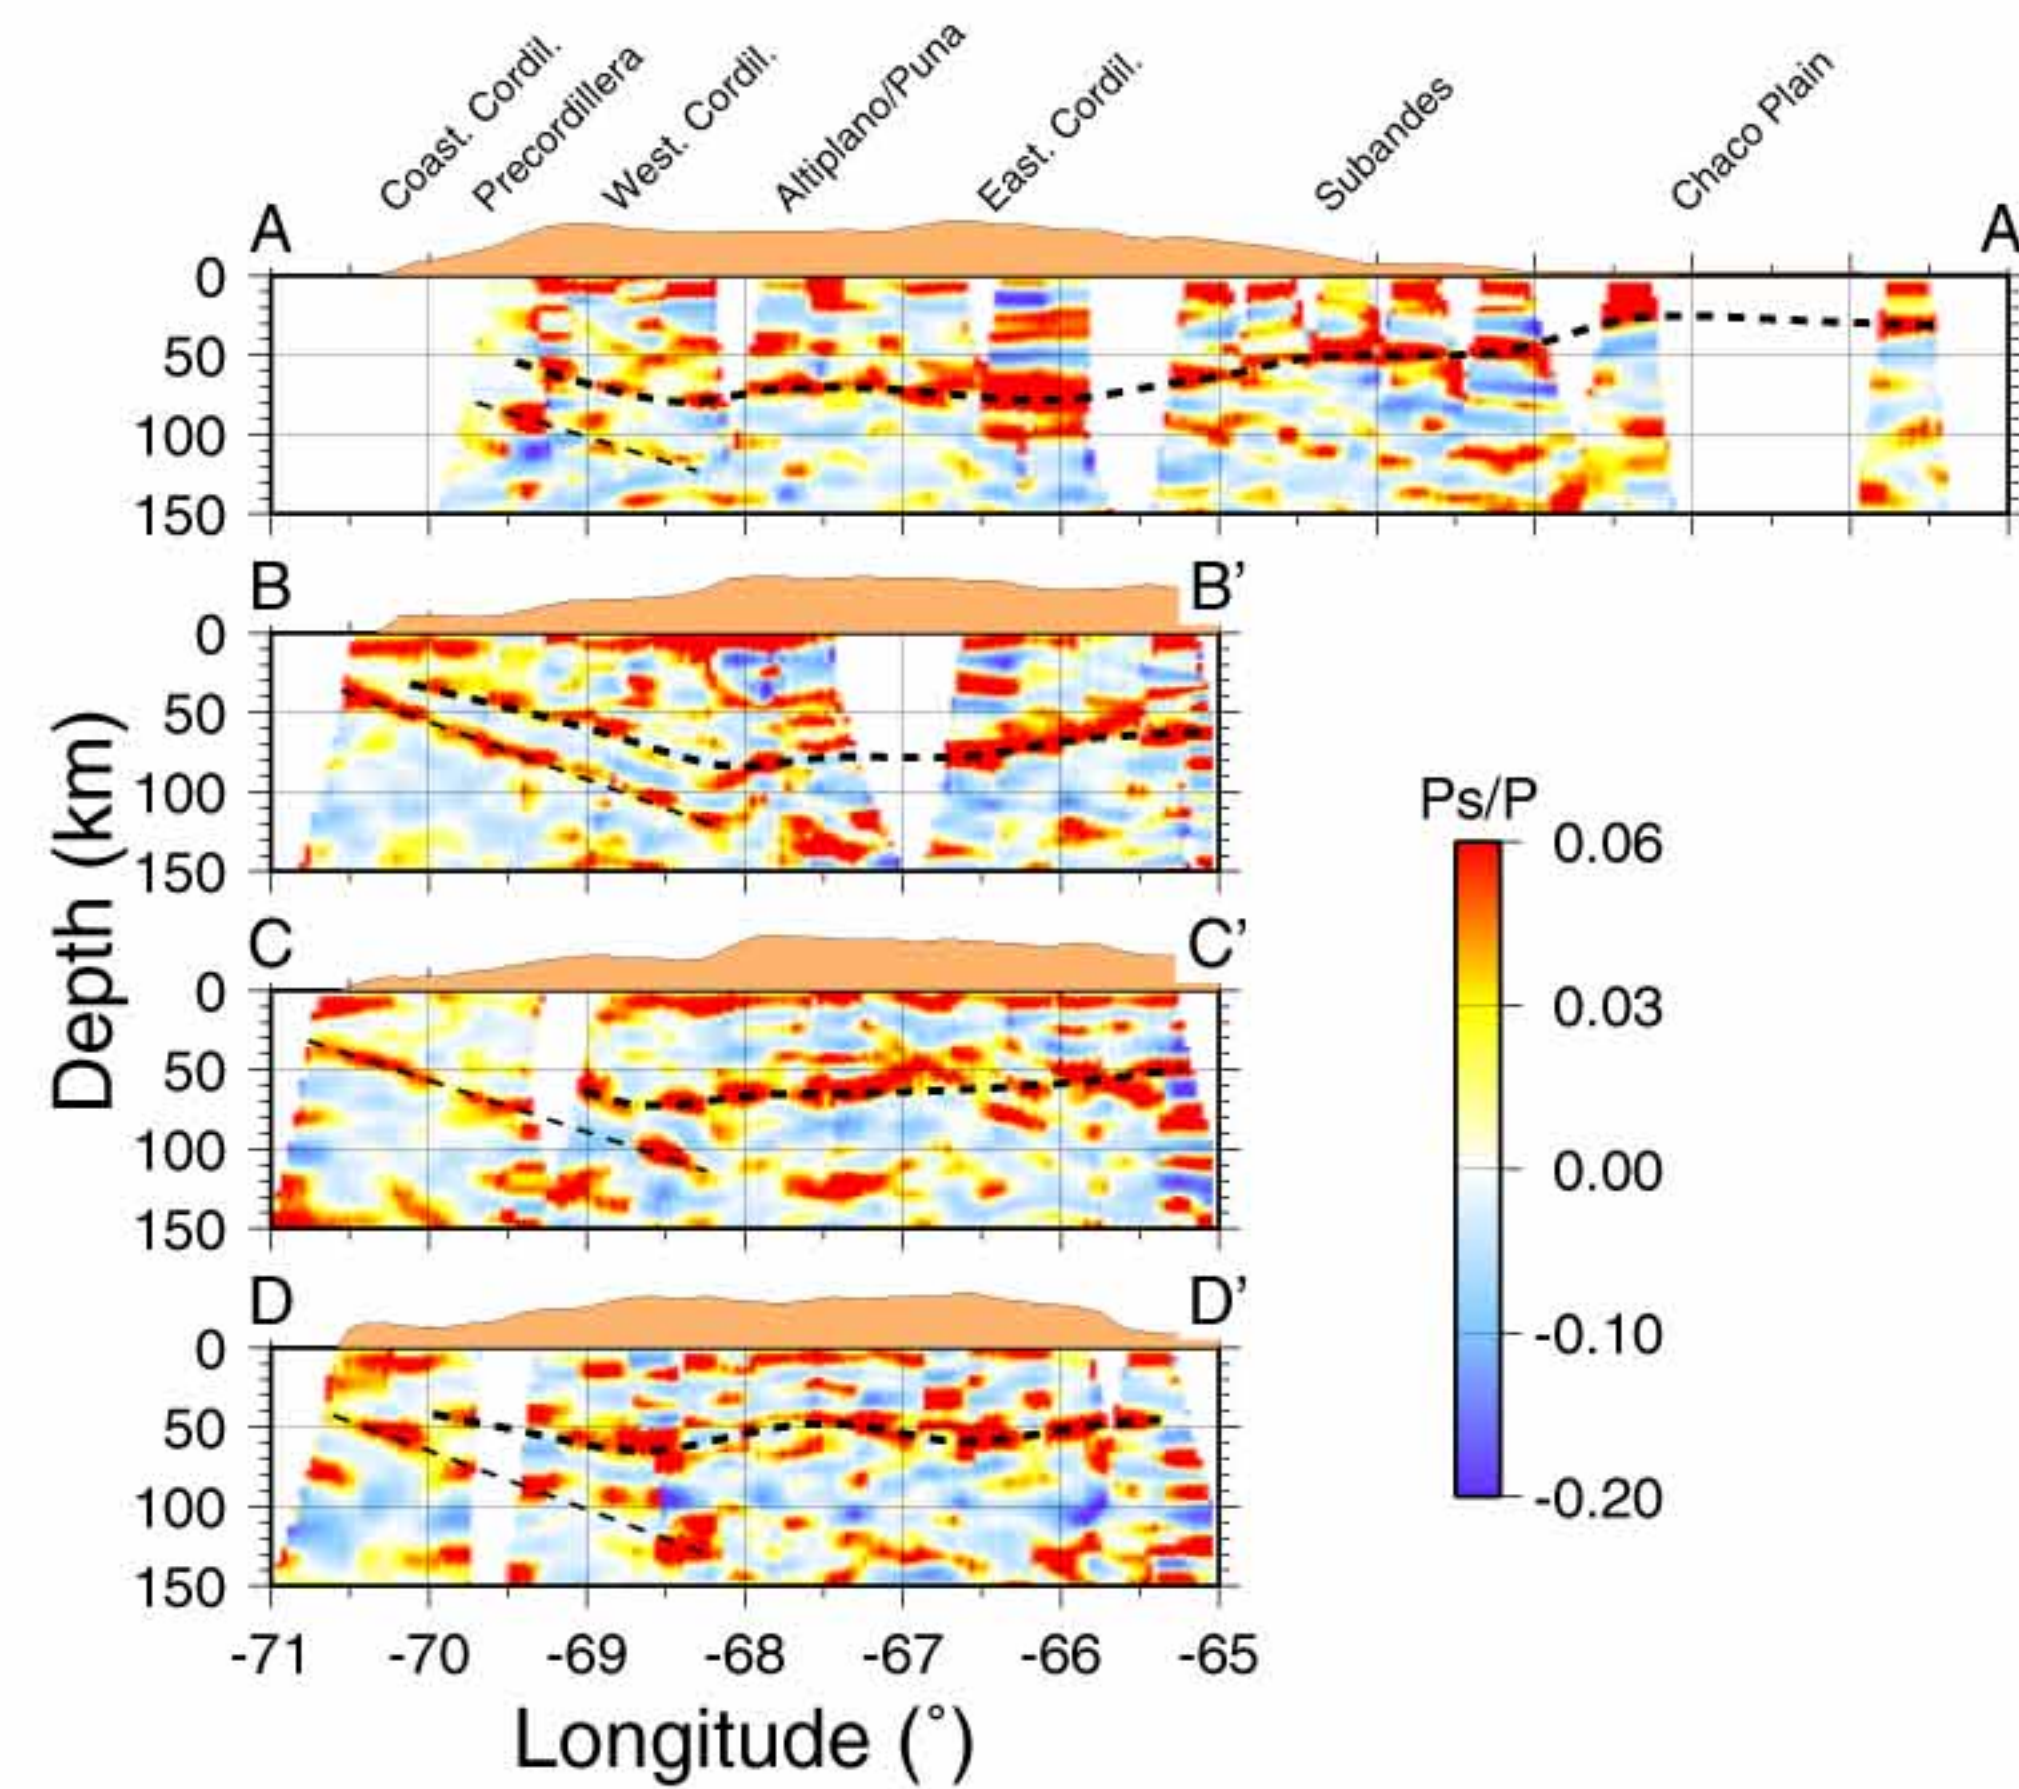 Coast. Cordil.
Precordillera
West. Cordil.
Altiplano/Puna
East. Cordil.
Subandes
Chaco Plain
A
A
0
50
100
150
B
B’
0
50
100
150
C
C’
0
50
100
150
D
D’
0
50
100
150
Depth (km)
-71 -70 -69 -68 -67 -66 -65
Longitude (°)
Ps/P
0.06
0.03
0.00
-0.10
-0.20